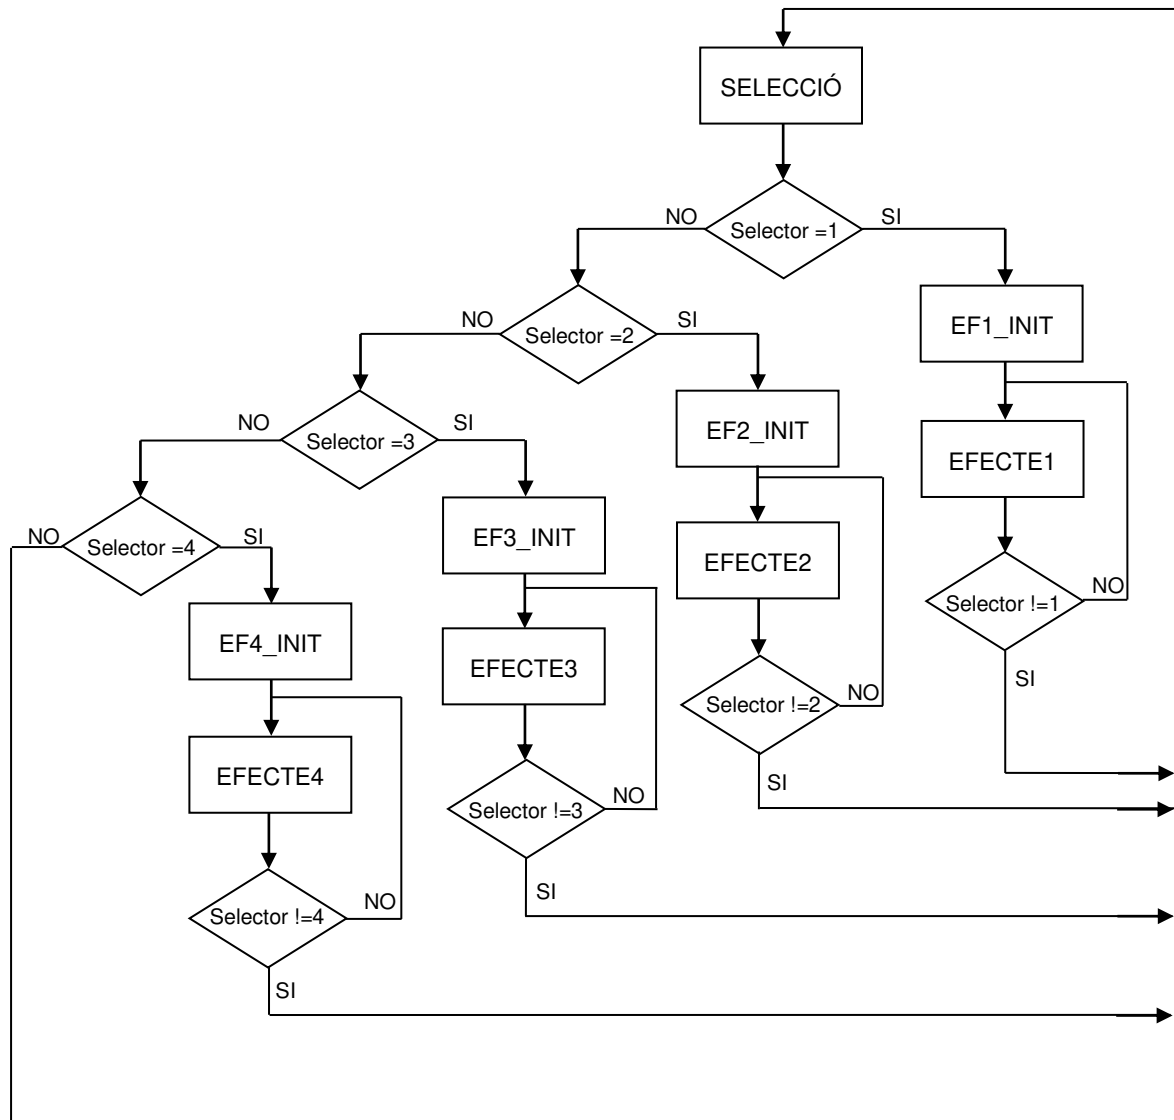 SELECCIÓ
NO
Selector =1
SI
NO
Selector =2
SI
EF1_INIT
NO
Selector =3
SI
EF2_INIT
EFECTE1
NO
Selector =4
SI
EF3_INIT
EFECTE2
Selector !=1
NO
EF4_INIT
EFECTE3
SI
Selector !=2
NO
EFECTE4
SI
Selector !=3
NO
SI
Selector !=4
NO
SI